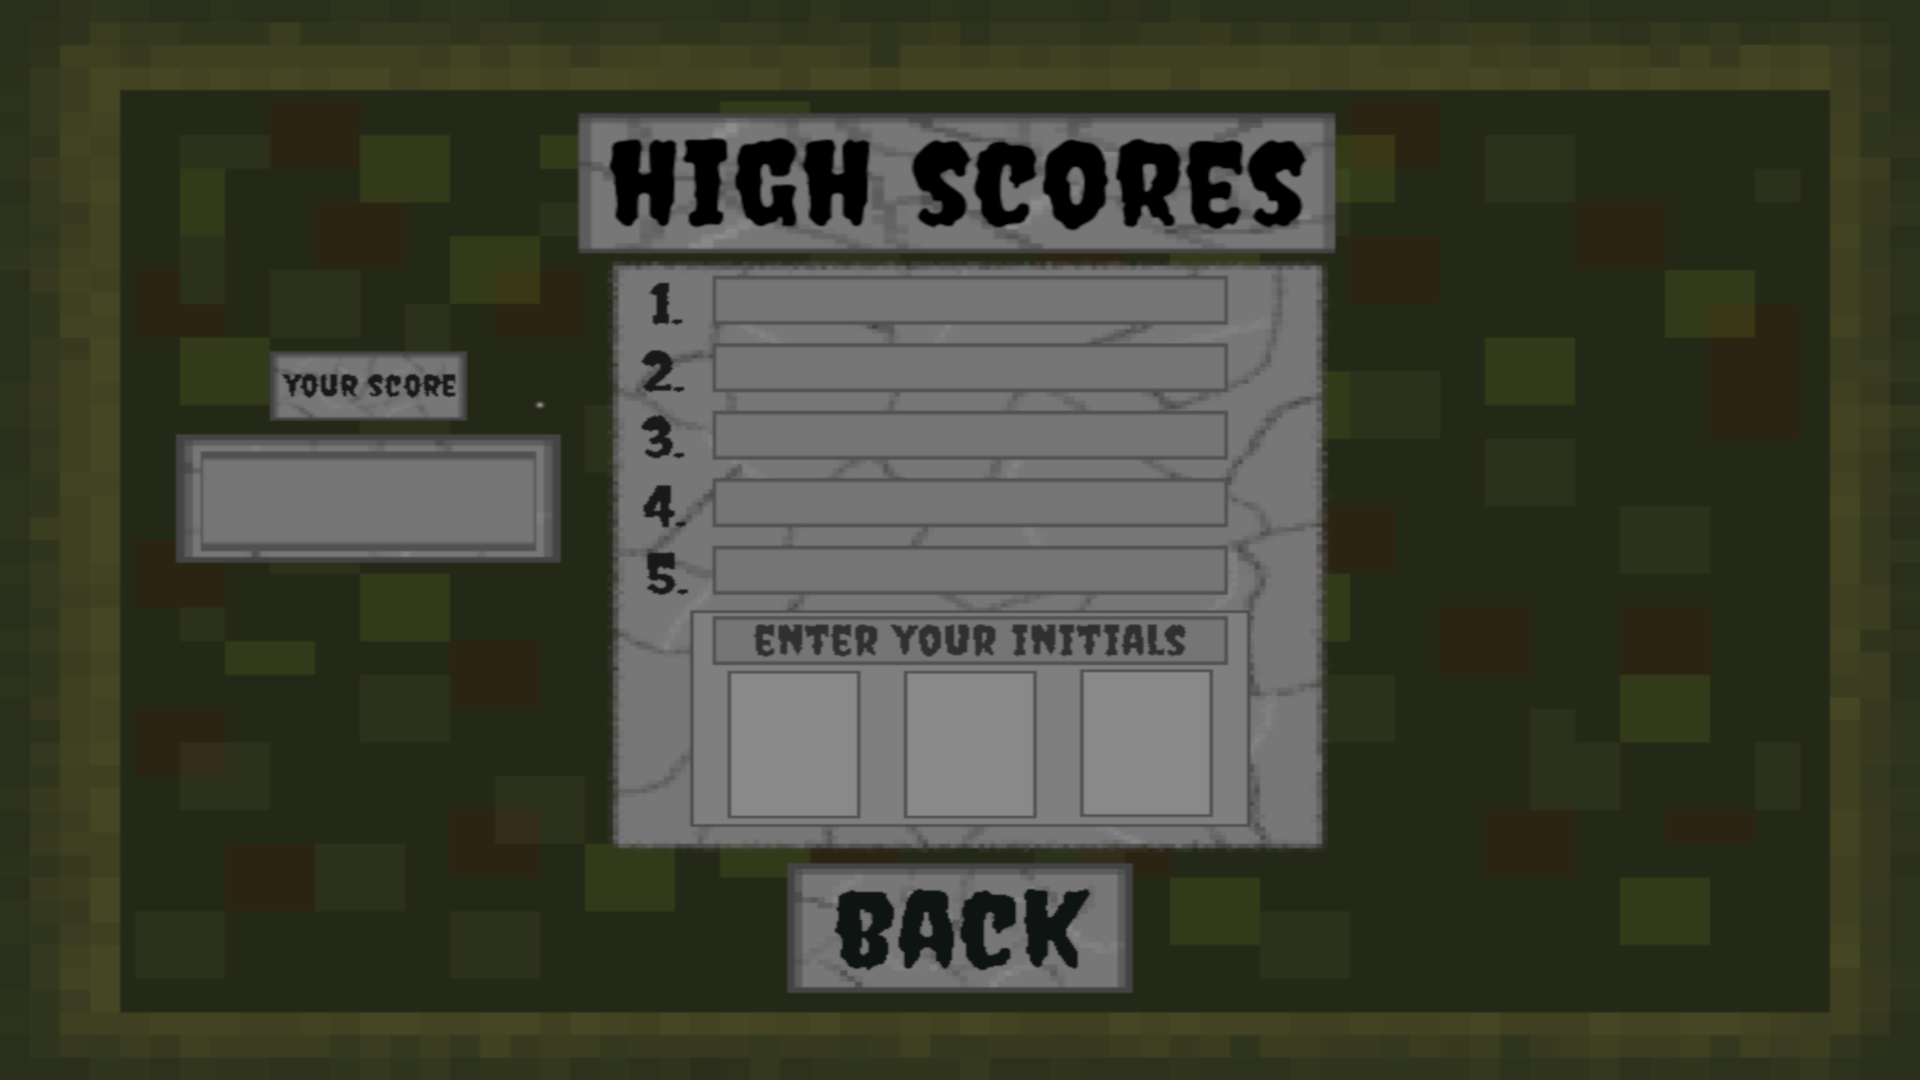 HIGH SCORES
1.
2.
3.
4.
5.
YOUR SCORE
ENTER YOUR INITIALS
BACK